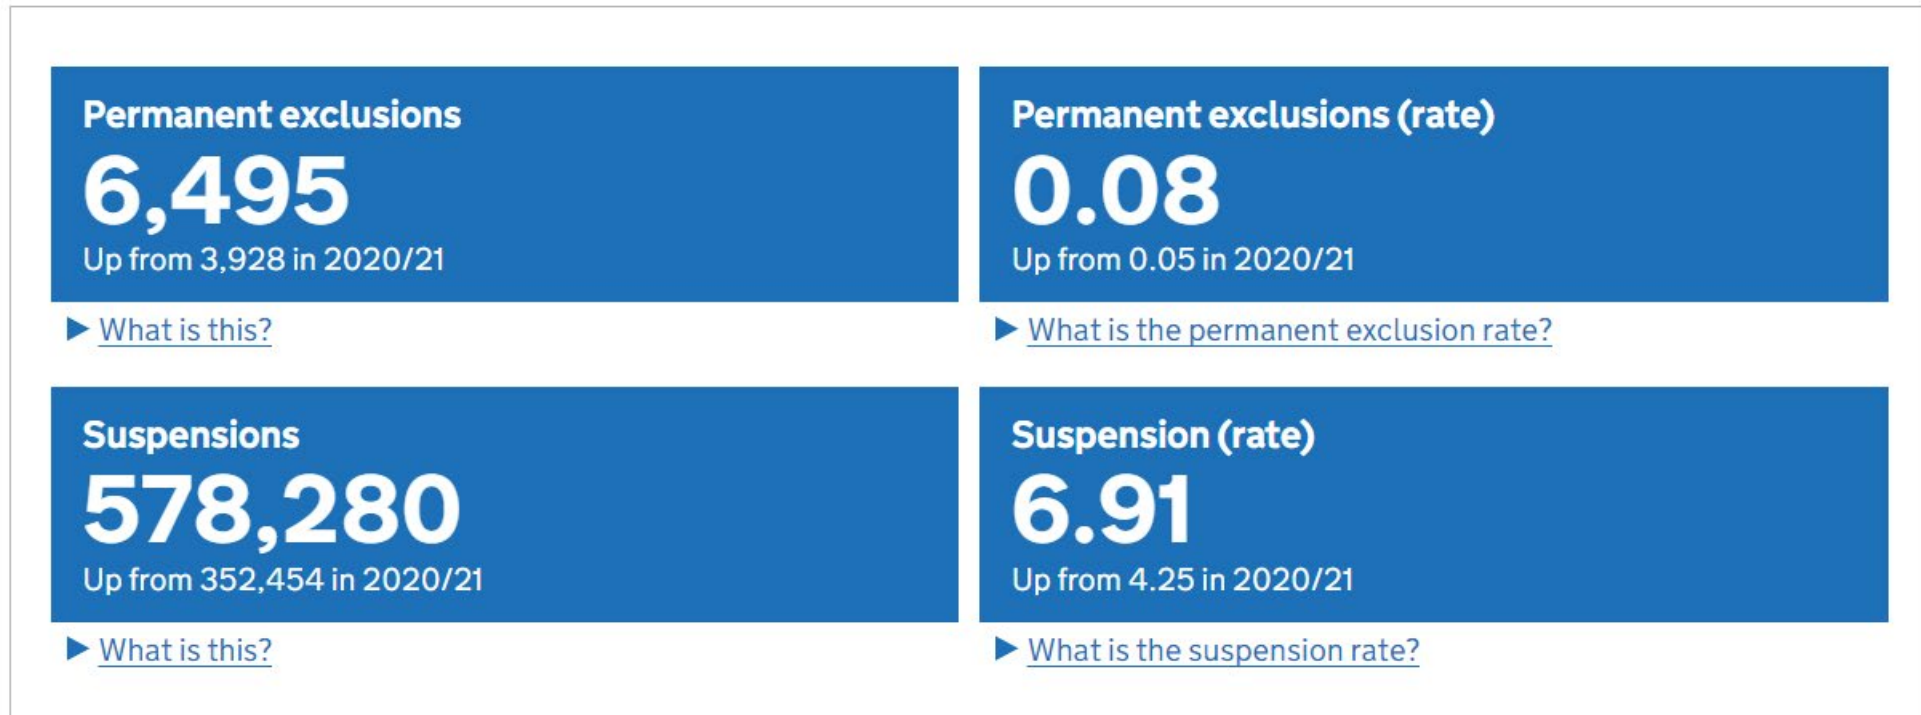 Permanent exclusions
6,495
Up from 3,928 in 2020/21
What is this?
Permanent exclusions (rate)
0.08
Up from 0.05 in 2020/21
What is the permanent exclusion rate?
Suspensions
578,280
Up from 352,454 in 2020/21
What is this?
Suspension (rate)
6.91
Up from 4.25 in 2020/21
What is the suspension rate?